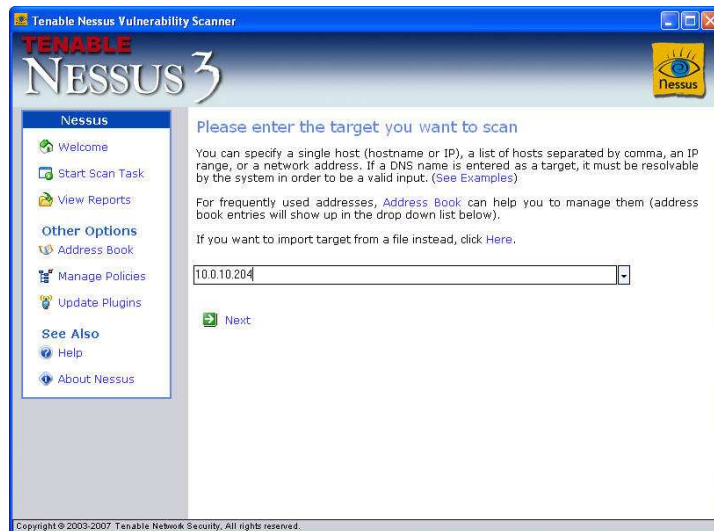 Tenable Nessus Vulnerability Scanner
TENABLE
NESSUS 3
nessus
Nessus
Welcome
Start Scan Task
View Reports
Other Options
Address Book
Manage Policies
Update Plugins
See Also
Help
About Nessus
Please enter the target you want to scan
You can specify a single host (hostname or IP), a list of hosts separated by comma, an IP
range, or a network address. If a DNS name is entered as a target, it must be resolvable
by the system in order to be a valid input. (See Examples)
For frequently used addresses, Address Book can help you to manage them (address
book entries will show up in the drop down list below).
If you want to import target from a file instead, click Here.
10.0.10.204
Next
Copyright © 2003-2007 Tenable Network Security, All rights reserved.